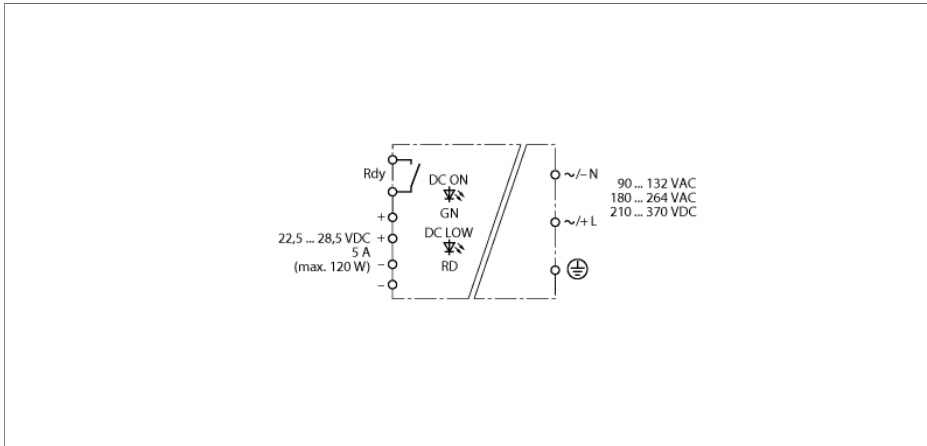 Rdy
DC ON
GN
DC LOW
RD
+
22,5 ... 28,5 VDC +
5 A
(max. 120 W) –
–
~/– N
~/+ L
90 ... 132 VAC
180 ... 264 VAC
210 ... 370 VDC